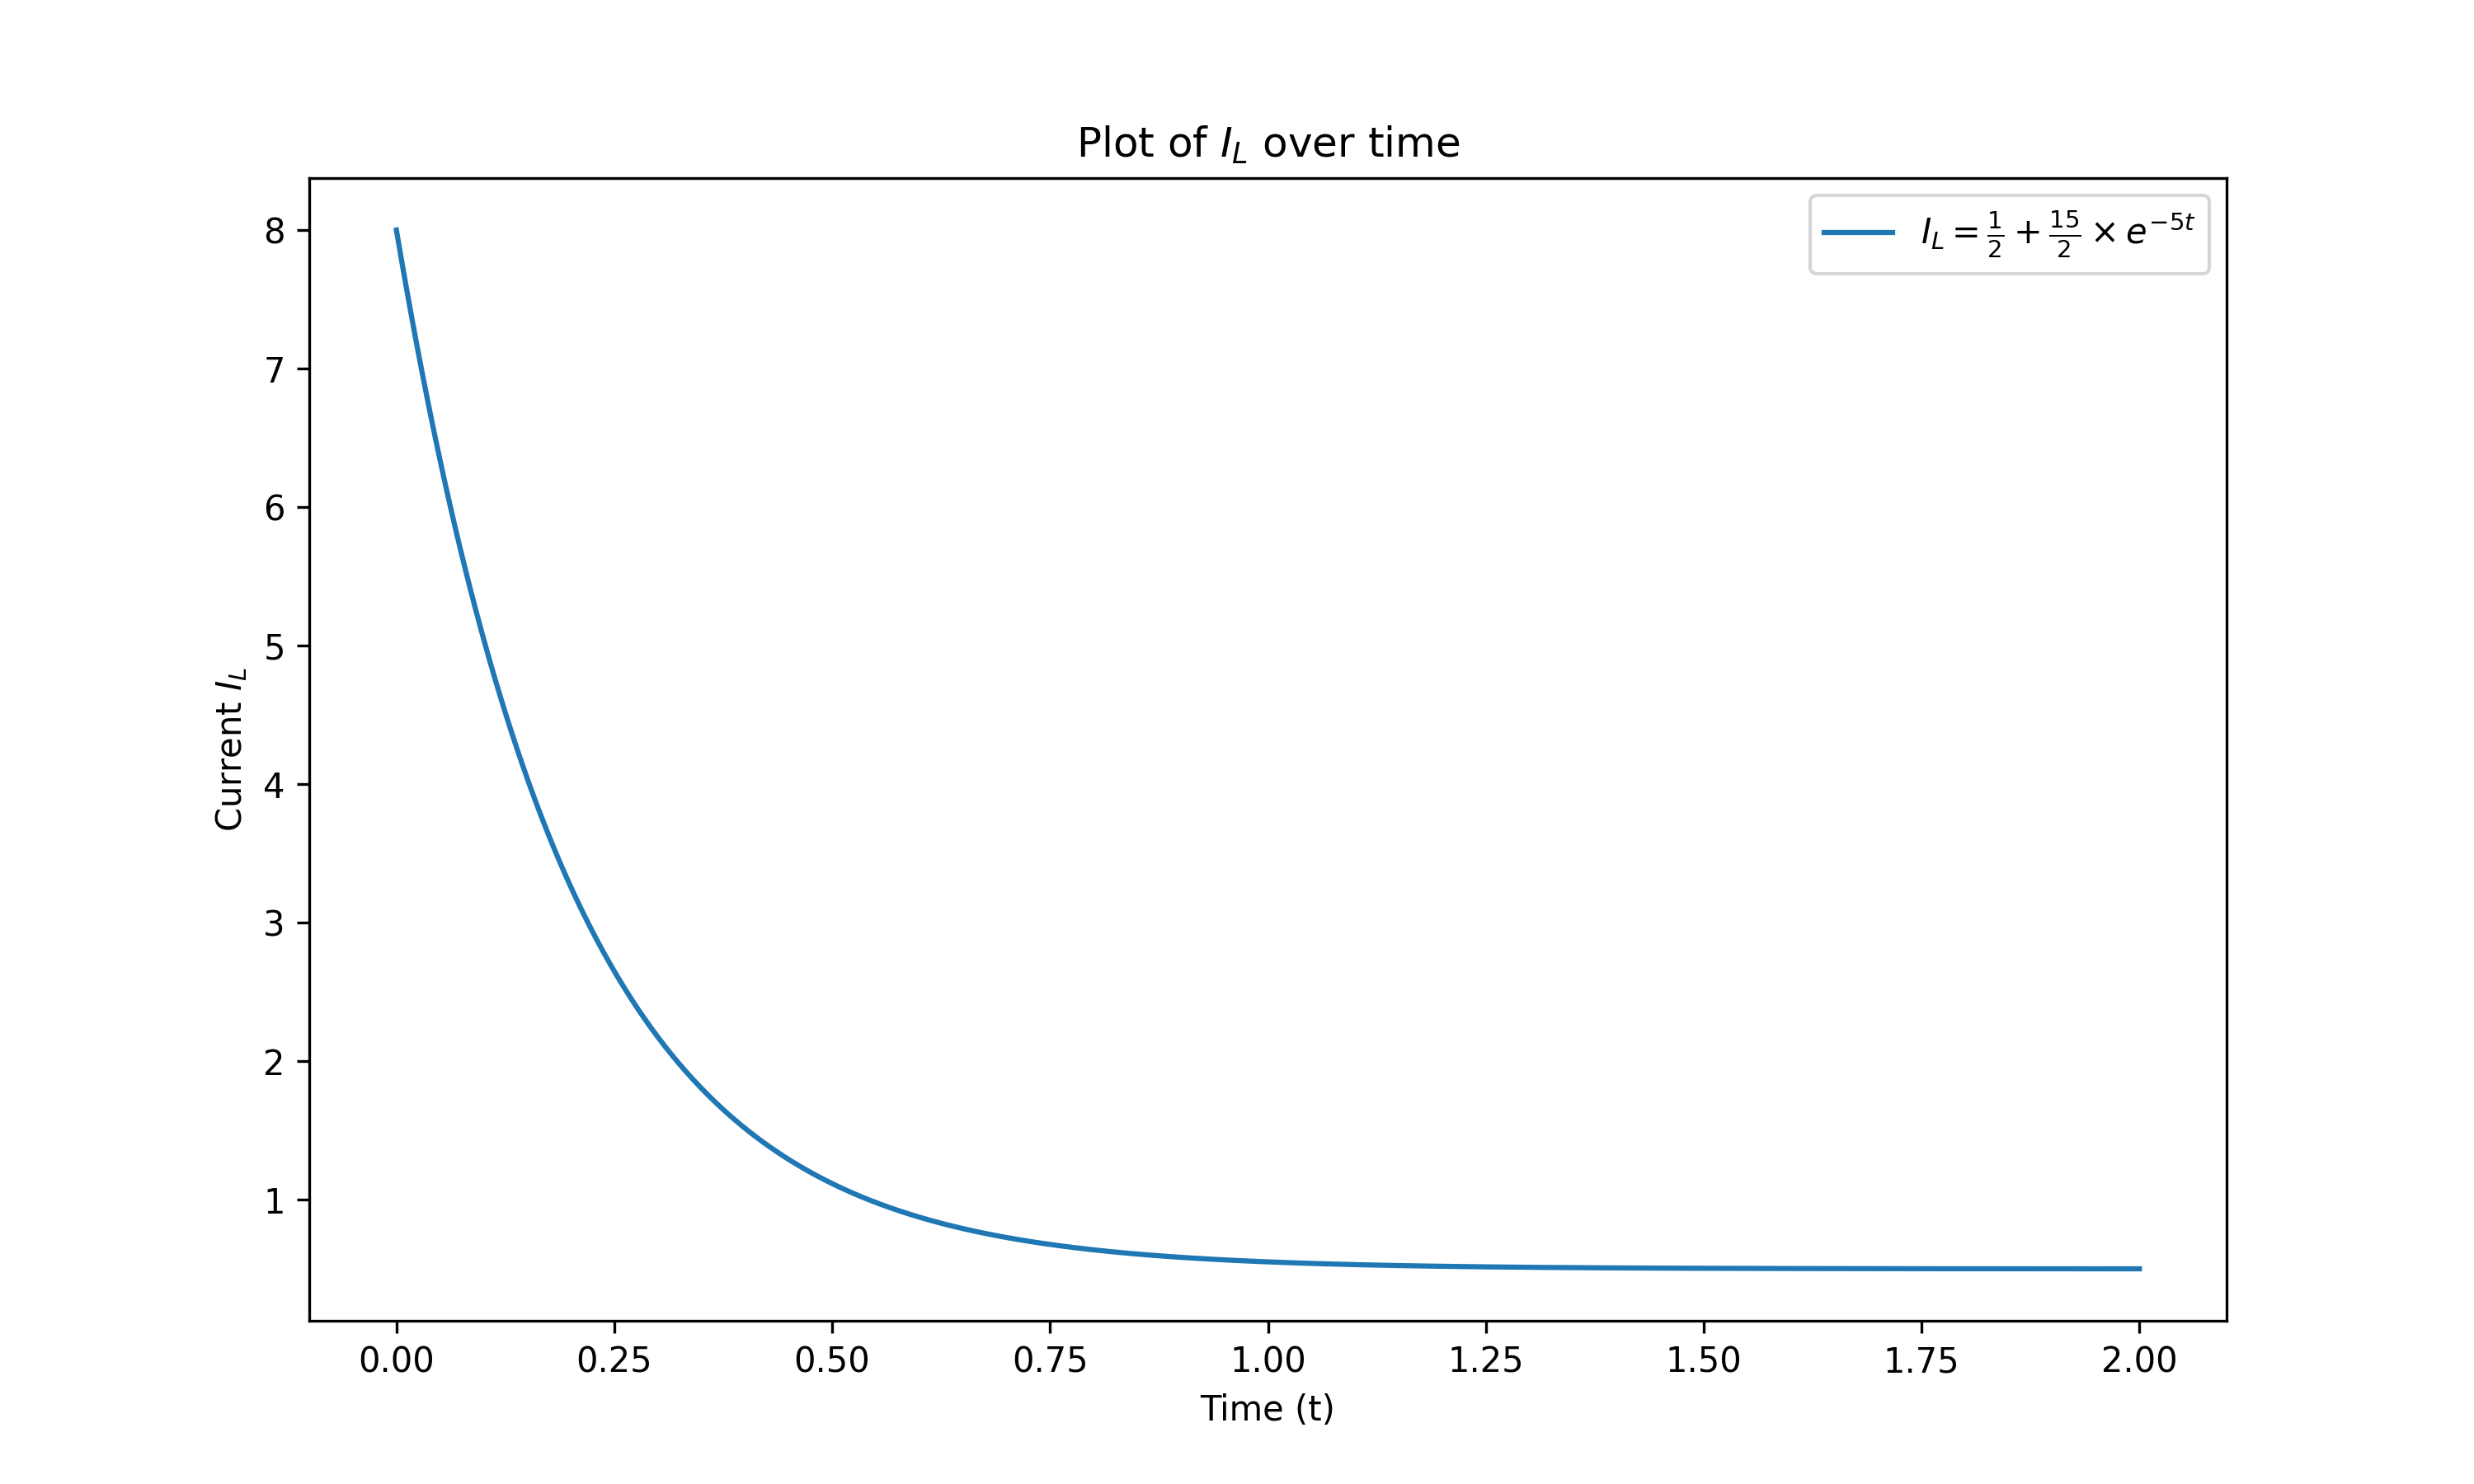 Plot of I_L over time
I_L = 1/2 + 15/2 × e^{-5t}
8
7
6
5
4
3
2
1
Current I_L
0.00 0.25 0.50 0.75 1.00 1.25 1.50 1.75 2.00
Time (t)